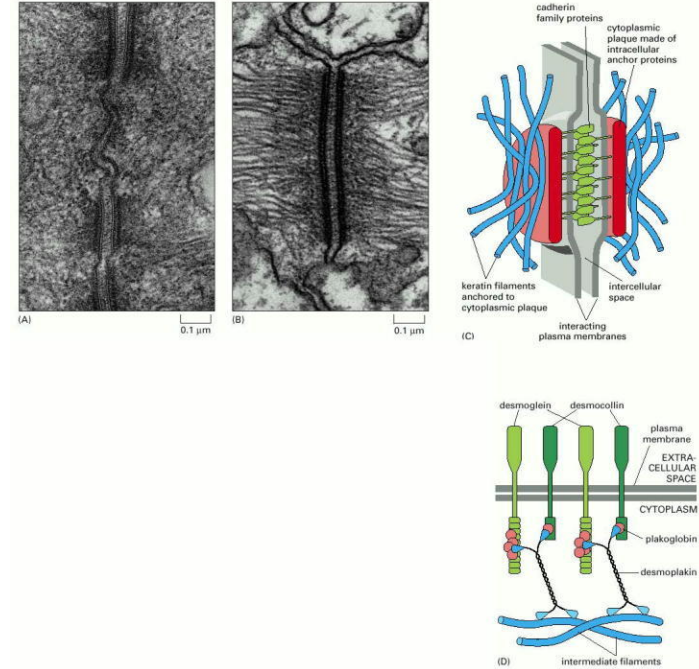 (A)
0.1 μm
(B)
0.1 μm
cadherin
family proteins
cytoplasmic
plaque made of
intracellular
anchor proteins
keratin filaments
anchored to
cytoplasmic plaque
intercellular
space
interacting
plasma membranes
(C)
desmoglein
desmocollin
plasma
membrane
EXTRA-
CELLULAR
SPACE
CYTOPLASM
plakoglobin
desmoplakin
intermediate filaments
(D)